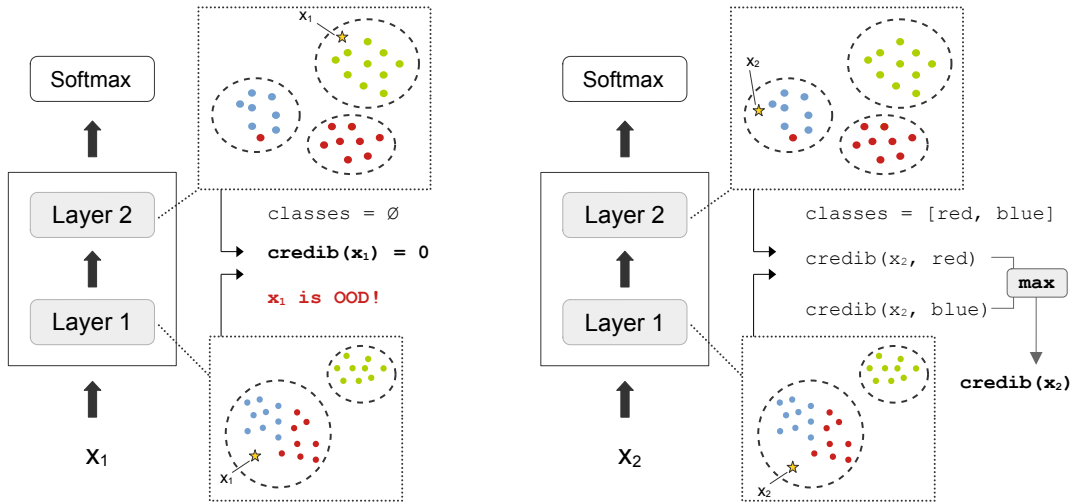 x₁
Softmax
Layer 2
classes = Ø
credib(x₁) = 0
x₁ is OOD!
Layer 1
x₁
x₁
x₂
Softmax
Layer 2
classes = [red, blue]
credib(x₂, red)
max
credib(x₂, blue)
Layer 1
credib(x₂)
x₂
x₂